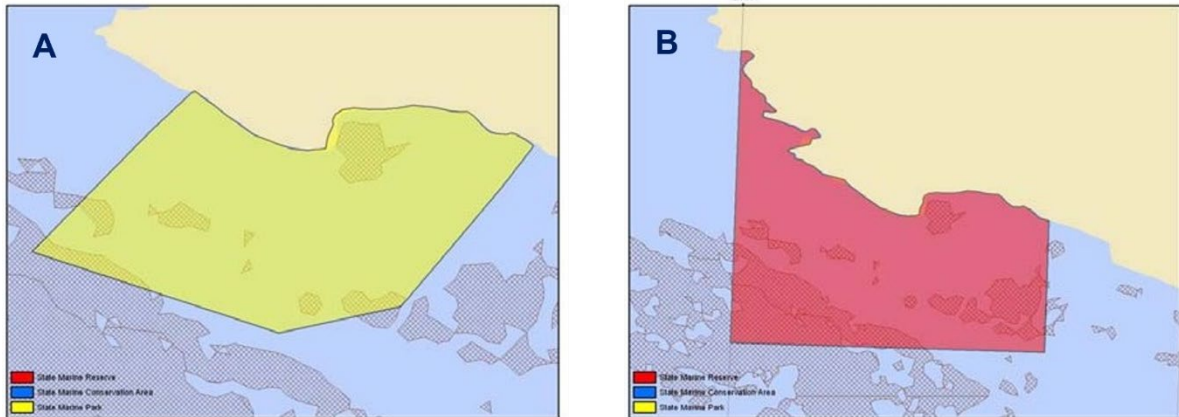 A
State Marine Reserve
State Marine Conservation Area
State Marine Park
B
State Marine Reserve
State Marine Conservation Area
State Marine Park